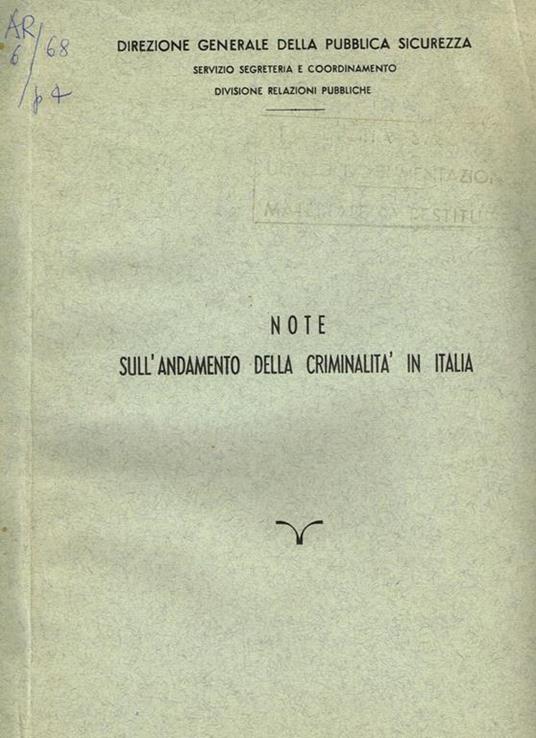 AR
6/68
p4
DIREZIONE GENERALE DELLA PUBBLICA SICUREZZA
SERVIZIO SEGRETERIA E COORDINAMENTO
DIVISIONE RELAZIONI PUBBLICHE
NOTE
SULL'ANDAMENTO DELLA CRIMINALITA' IN ITALIA